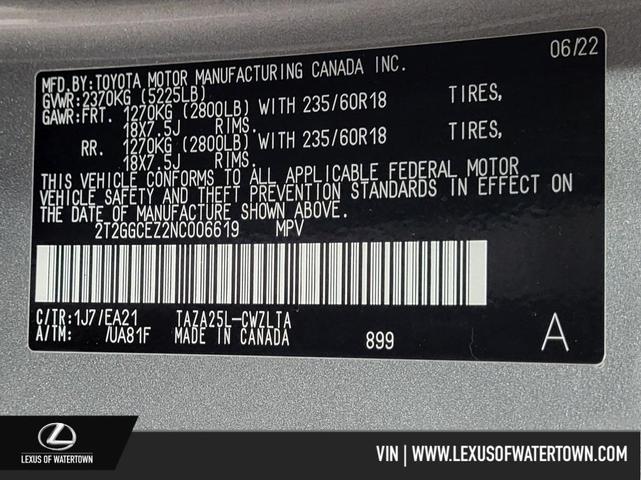 06/22
MFD.BY:TOYOTA MOTOR MANUFACTURING CANADA INC.
GVWR:2370KG (5225LB)
GAWR:FRT. 1270KG (2800LB) WITH 235/60R18 TIRES,
18X7.5J RIMS.
RR. 1270KG (2800LB) WITH 235/60R18 TIRES,
18X7.5J RIMS.
THIS VEHICLE CONFORMS TO ALL APPLICABLE FEDERAL MOTOR
VEHICLE SAFETY AND THEFT PREVENTION STANDARDS IN EFFECT ON
THE DATE OF MANUFACTURE SHOWN ABOVE.
2T2GGCEZ2NC006619 MPV
C/TR:1J7/EA21 TAZA25L-CWZLTA
A/TM: /UA81F MADE IN CANADA 899 A
LEXUS OF WATERTOWN
VIN | WWW.LEXUSOFWATERTOWN.COM